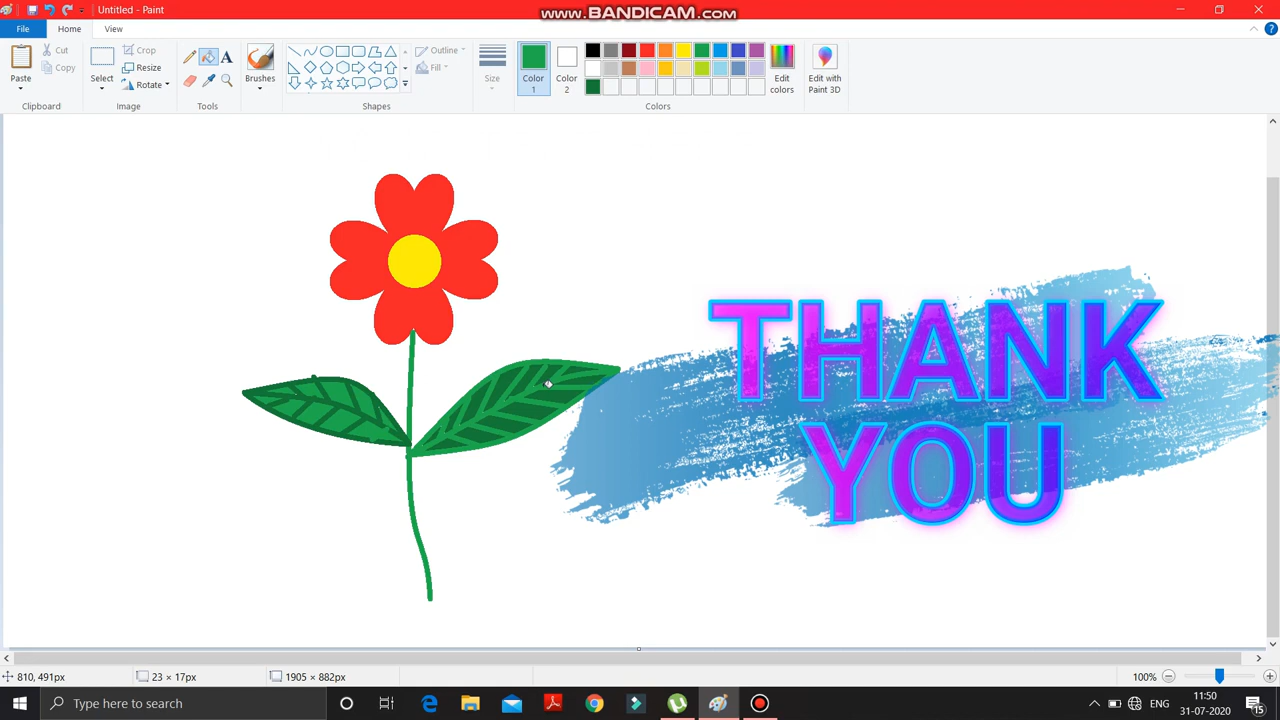 www.BANDICAM.com
Untitled - Paint
File Home View
Paste
Cut
Copy
Clipboard
Select
Crop
Resize
Rotate
Image
A
Tools
Brushes
Shapes
Outline
Fill
Size
Color 1
Color 2
Edit colors
Colors
Edit with Paint 3D
THANK
YOU
810, 491px
23 × 17px
1905 × 882px
100%
Type here to search
ENG
11:50
31-07-2020
15